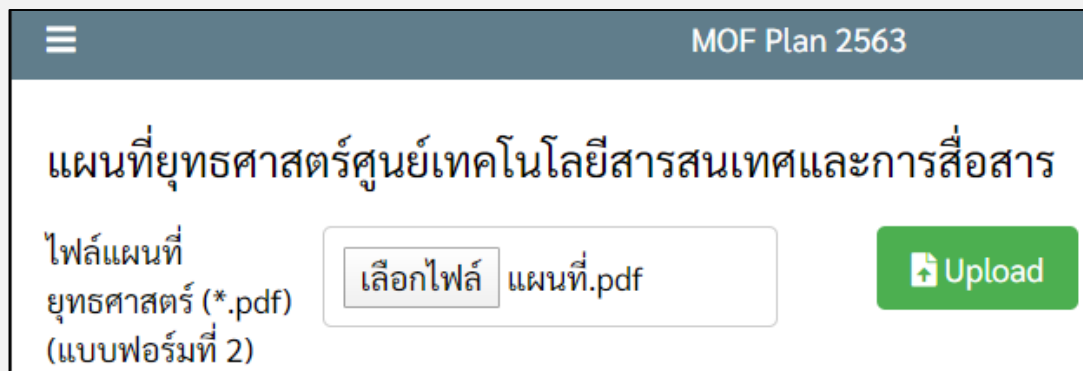 MOF Plan 2563
แผนที่ยุทธศาสตร์ศูนย์เทคโนโลยีสารสนเทศและการสื่อสาร
ไฟล์แผนที่
ยุทธศาสตร์ (*.pdf)
(แบบฟอร์มที่ 2)
เลือกไฟล์ แผนที่.pdf
Upload